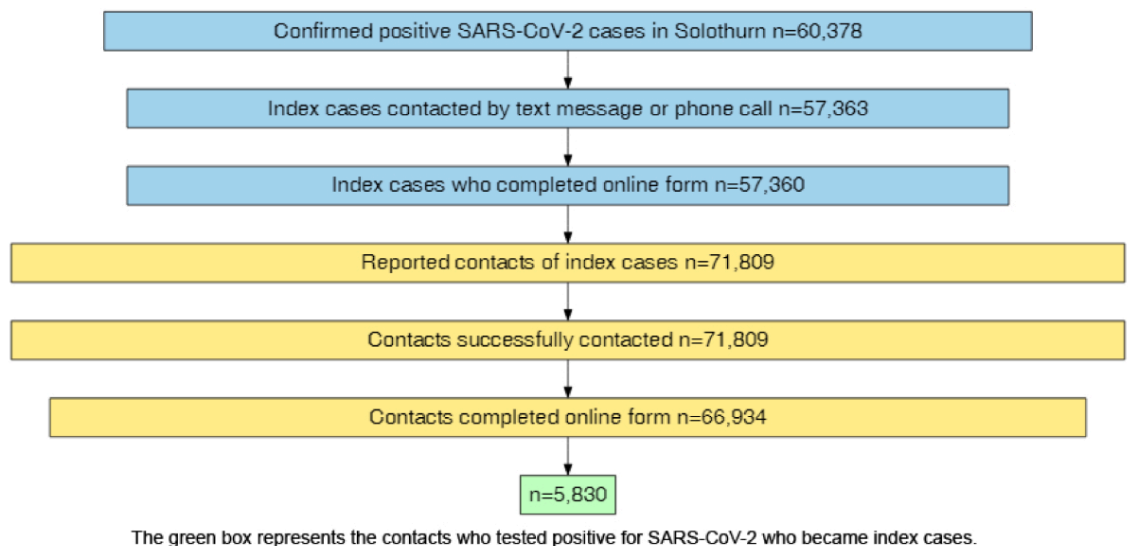 Confirmed positive SARS-CoV-2 cases in Solothurn n=60,378
Index cases contacted by text message or phone call n=57,363
Index cases who completed online form n=57,360
Reported contacts of index cases n=71,809
Contacts successfully contacted n=71,809
Contacts completed online form n=66,934
n=5,830
The green box represents the contacts who tested positive for SARS-CoV-2 who became index cases.